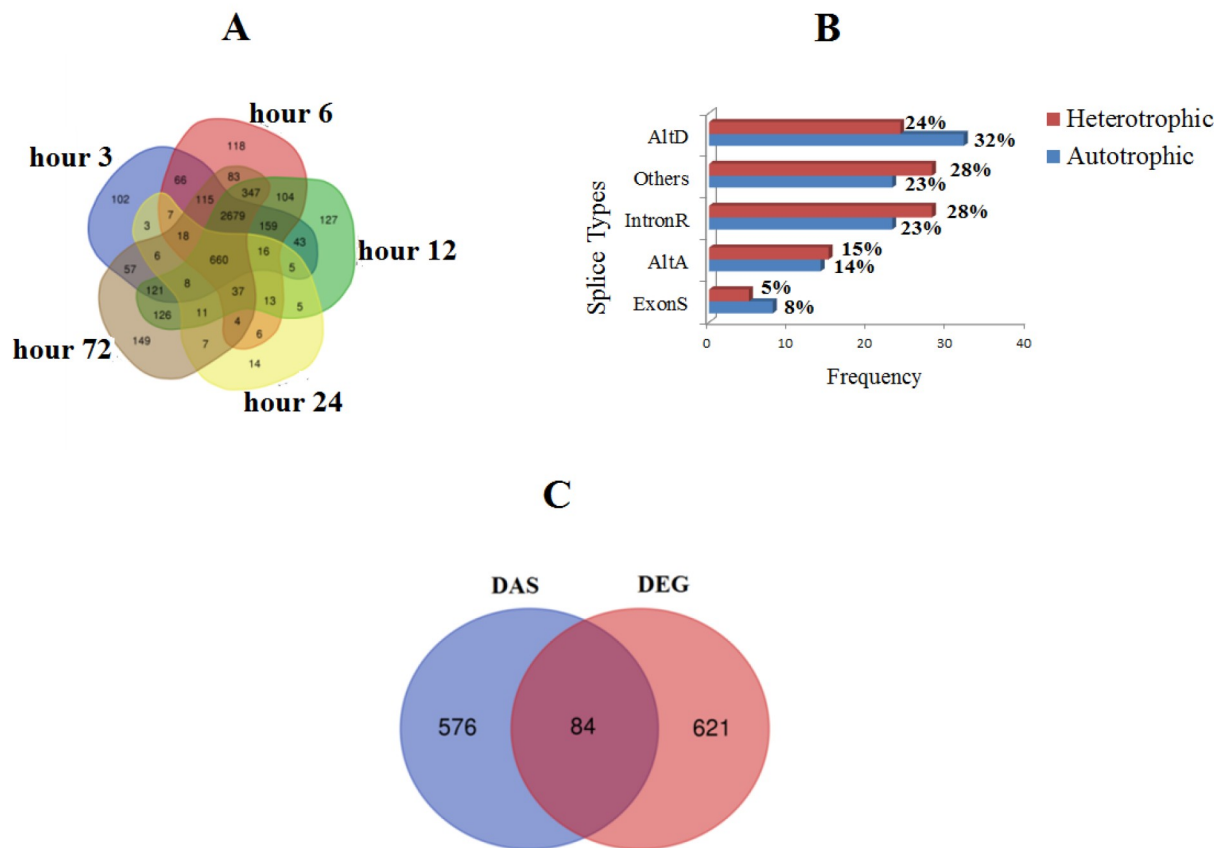 A
hour 6
hour 3
hour 12
hour 72
hour 24
118
66
83
102
115
347
104
127
3
7
2679
159
43
18
16
5
6
660
57
8
37
13
5
121
126
11
4
6
149
7
14
B
Heterotrophic
Autotrophic
Splice Types
AltD
24%
32%
Others
28%
23%
IntronR
28%
23%
AltA
15%
14%
ExonS
5%
8%
0 10 20 30 40
Frequency
C
DAS DEG
576 84 621